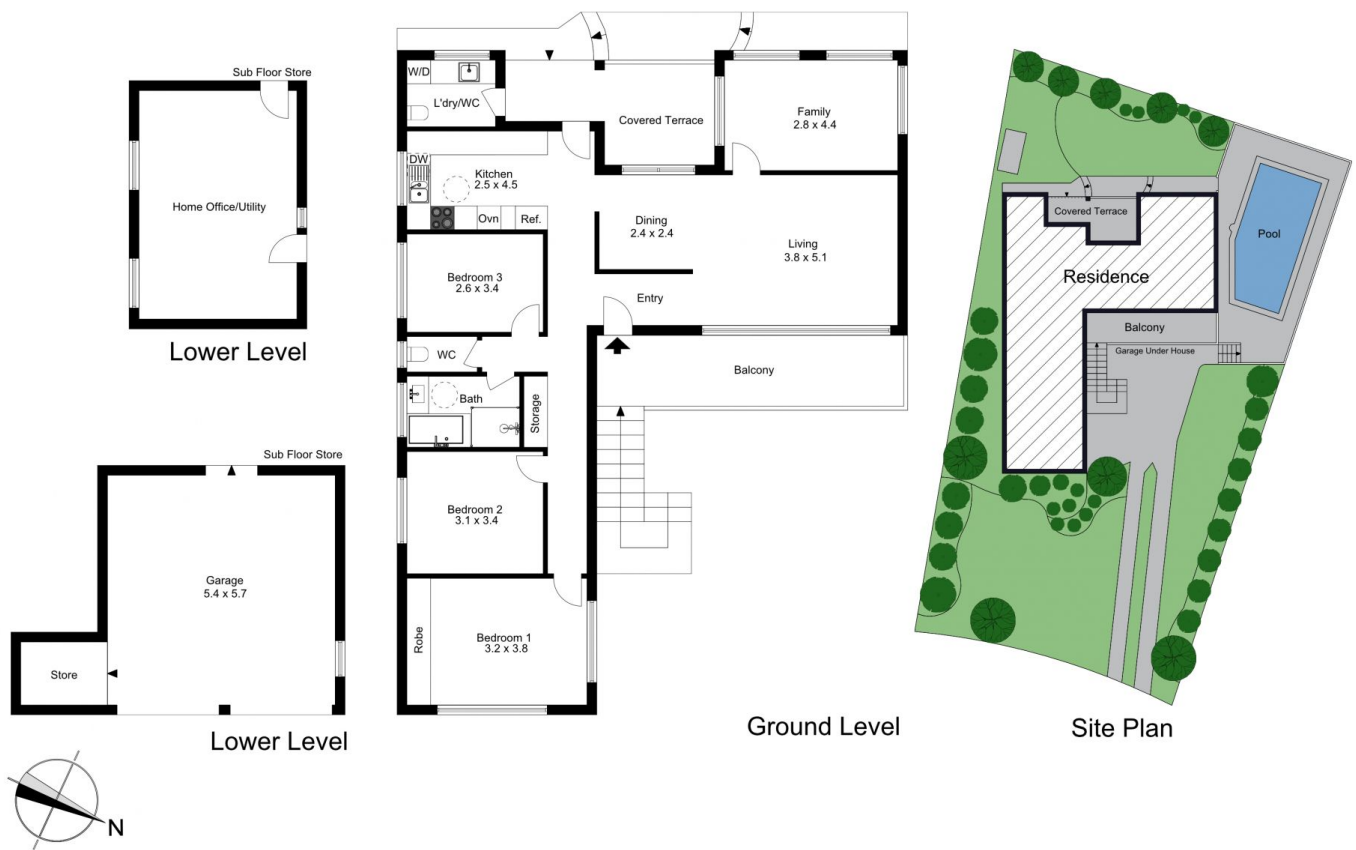 Sub Floor Store
Home Office/Utility
Lower Level
Sub Floor Store
Garage
5.4 x 5.7
Store
Lower Level
N
W/D
L'dry/WC
Covered Terrace
Family
2.8 x 4.4
DW
Kitchen
2.5 x 4.5
Ovn
Ref.
Dining
2.4 x 2.4
Living
3.8 x 5.1
Bedroom 3
2.6 x 3.4
Entry
WC
Bath
Storage
Balcony
Bedroom 2
3.1 x 3.4
Robe
Bedroom 1
3.2 x 3.8
Ground Level
Covered Terrace
Pool
Residence
Balcony
Garage Under House
Site Plan